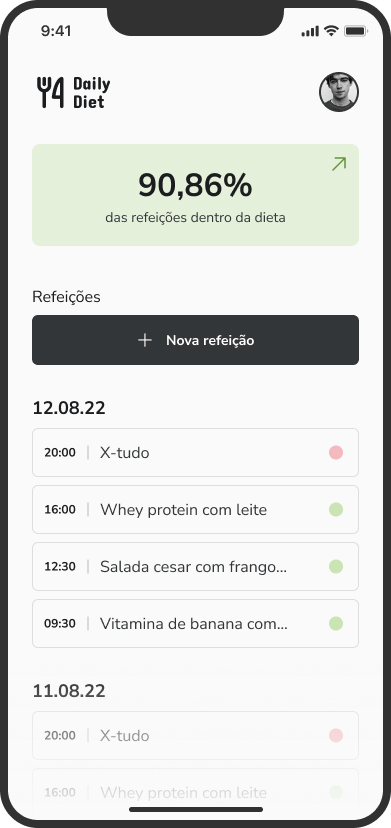 9:41
Daily
Diet
90,86%
das refeições dentro da dieta
Refeições
+ Nova refeição
12.08.22
20:00 | X-tudo
16:00 | Whey protein com leite
12:30 | Salada cesar com frango...
09:30 | Vitamina de banana com...
11.08.22
20:00 | X-tudo
16:00 | Whey protein com leite